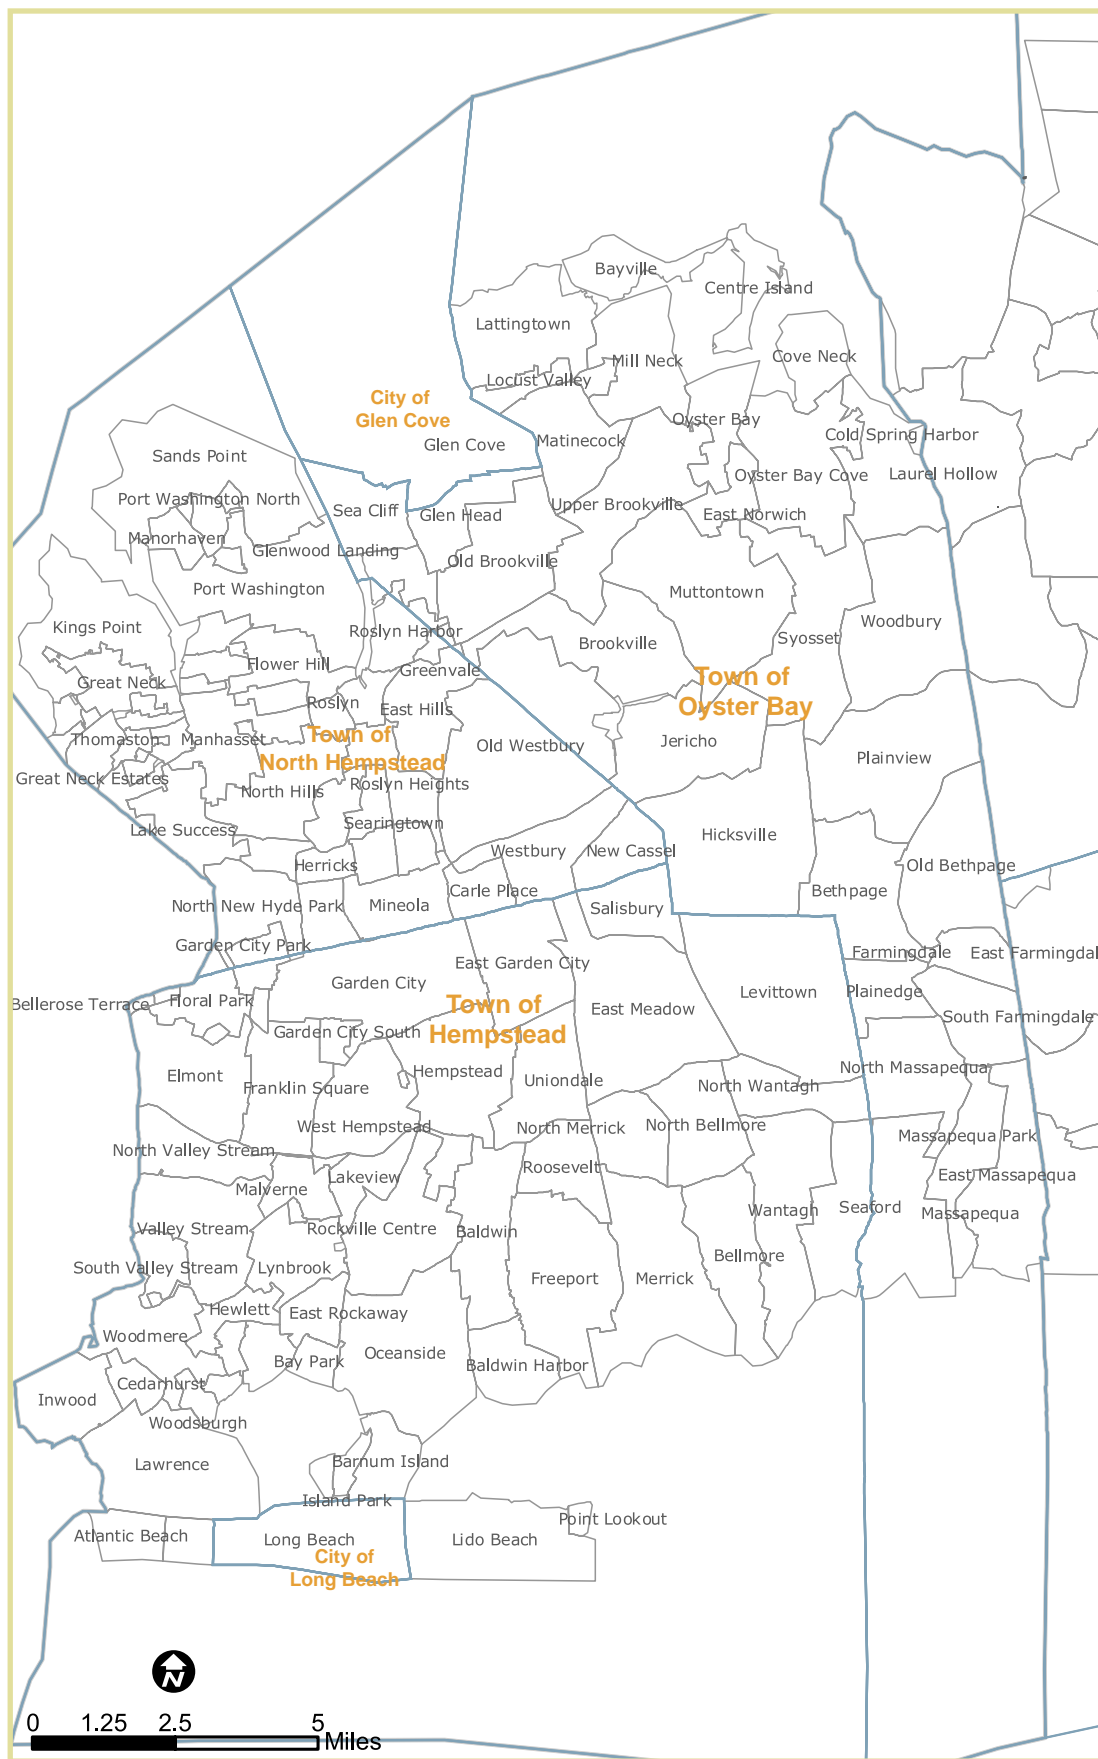 Bayville
Centre Island
Lattingtown
Cove Neck
Mill Neck
Locust Valley
City of
Glen Cove
Oyster Bay
Cold Spring Harbor
Glen Cove
Matinecock
Sands Point
Oyster Bay Cove
Laurel Hollow
Port Washington North
Sea Cliff
Glen Head
Upper Brookville
East Norwich
Manorhaven
Glenwood Landing
Old Brookville
Port Washington
Muttontown
Kings Point
Roslyn Harbor
Brookville
Syosset
Woodbury
Flower Hill
Greenvale
Great Neck
Town of
Oyster Bay
Roslyn
East Hills
Thomaston
Manhasset
Town of
North Hempstead
Old Westbury
Jericho
Plainview
Great Neck Estates
North Hills
Roslyn Heights
Lake Success
Searingtown
Hicksville
Westbury
New Cassel
Herricks
Old Bethpage
Carle Place
Bethpage
North New Hyde Park
Mineola
Salisbury
Garden City Park
Farmingdale
East Farmingdal
East Garden City
Garden City
Levittown
Plainedge
Bellerose Terrace
Floral Park
Town of
Hempstead
East Meadow
South Farmingdale
Garden City South
Elmont
Franklin Square
Hempstead
Uniondale
North Wantagh
North Massapequa
West Hempstead
North Merrick
North Bellmore
Massapequa Park
North Valley Stream
Lakeview
Roosevelt
East Massapequa
Malverne
Valley Stream
Rockville Centre
Baldwin
Wantagh
Seaford
Massapequa
South Valley Stream
Lynbrook
Freeport
Merrick
Bellmore
Hewlett
East Rockaway
Woodmere
Bay Park
Oceanside
Baldwin Harbor
Inwood
Cedarhurst
Woodsburgh
Lawrence
Barnum Island
Island Park
Atlantic Beach
Long Beach
Lido Beach
Point Lookout
City of
Long Beach
N
0 1.25 2.5 5
Miles